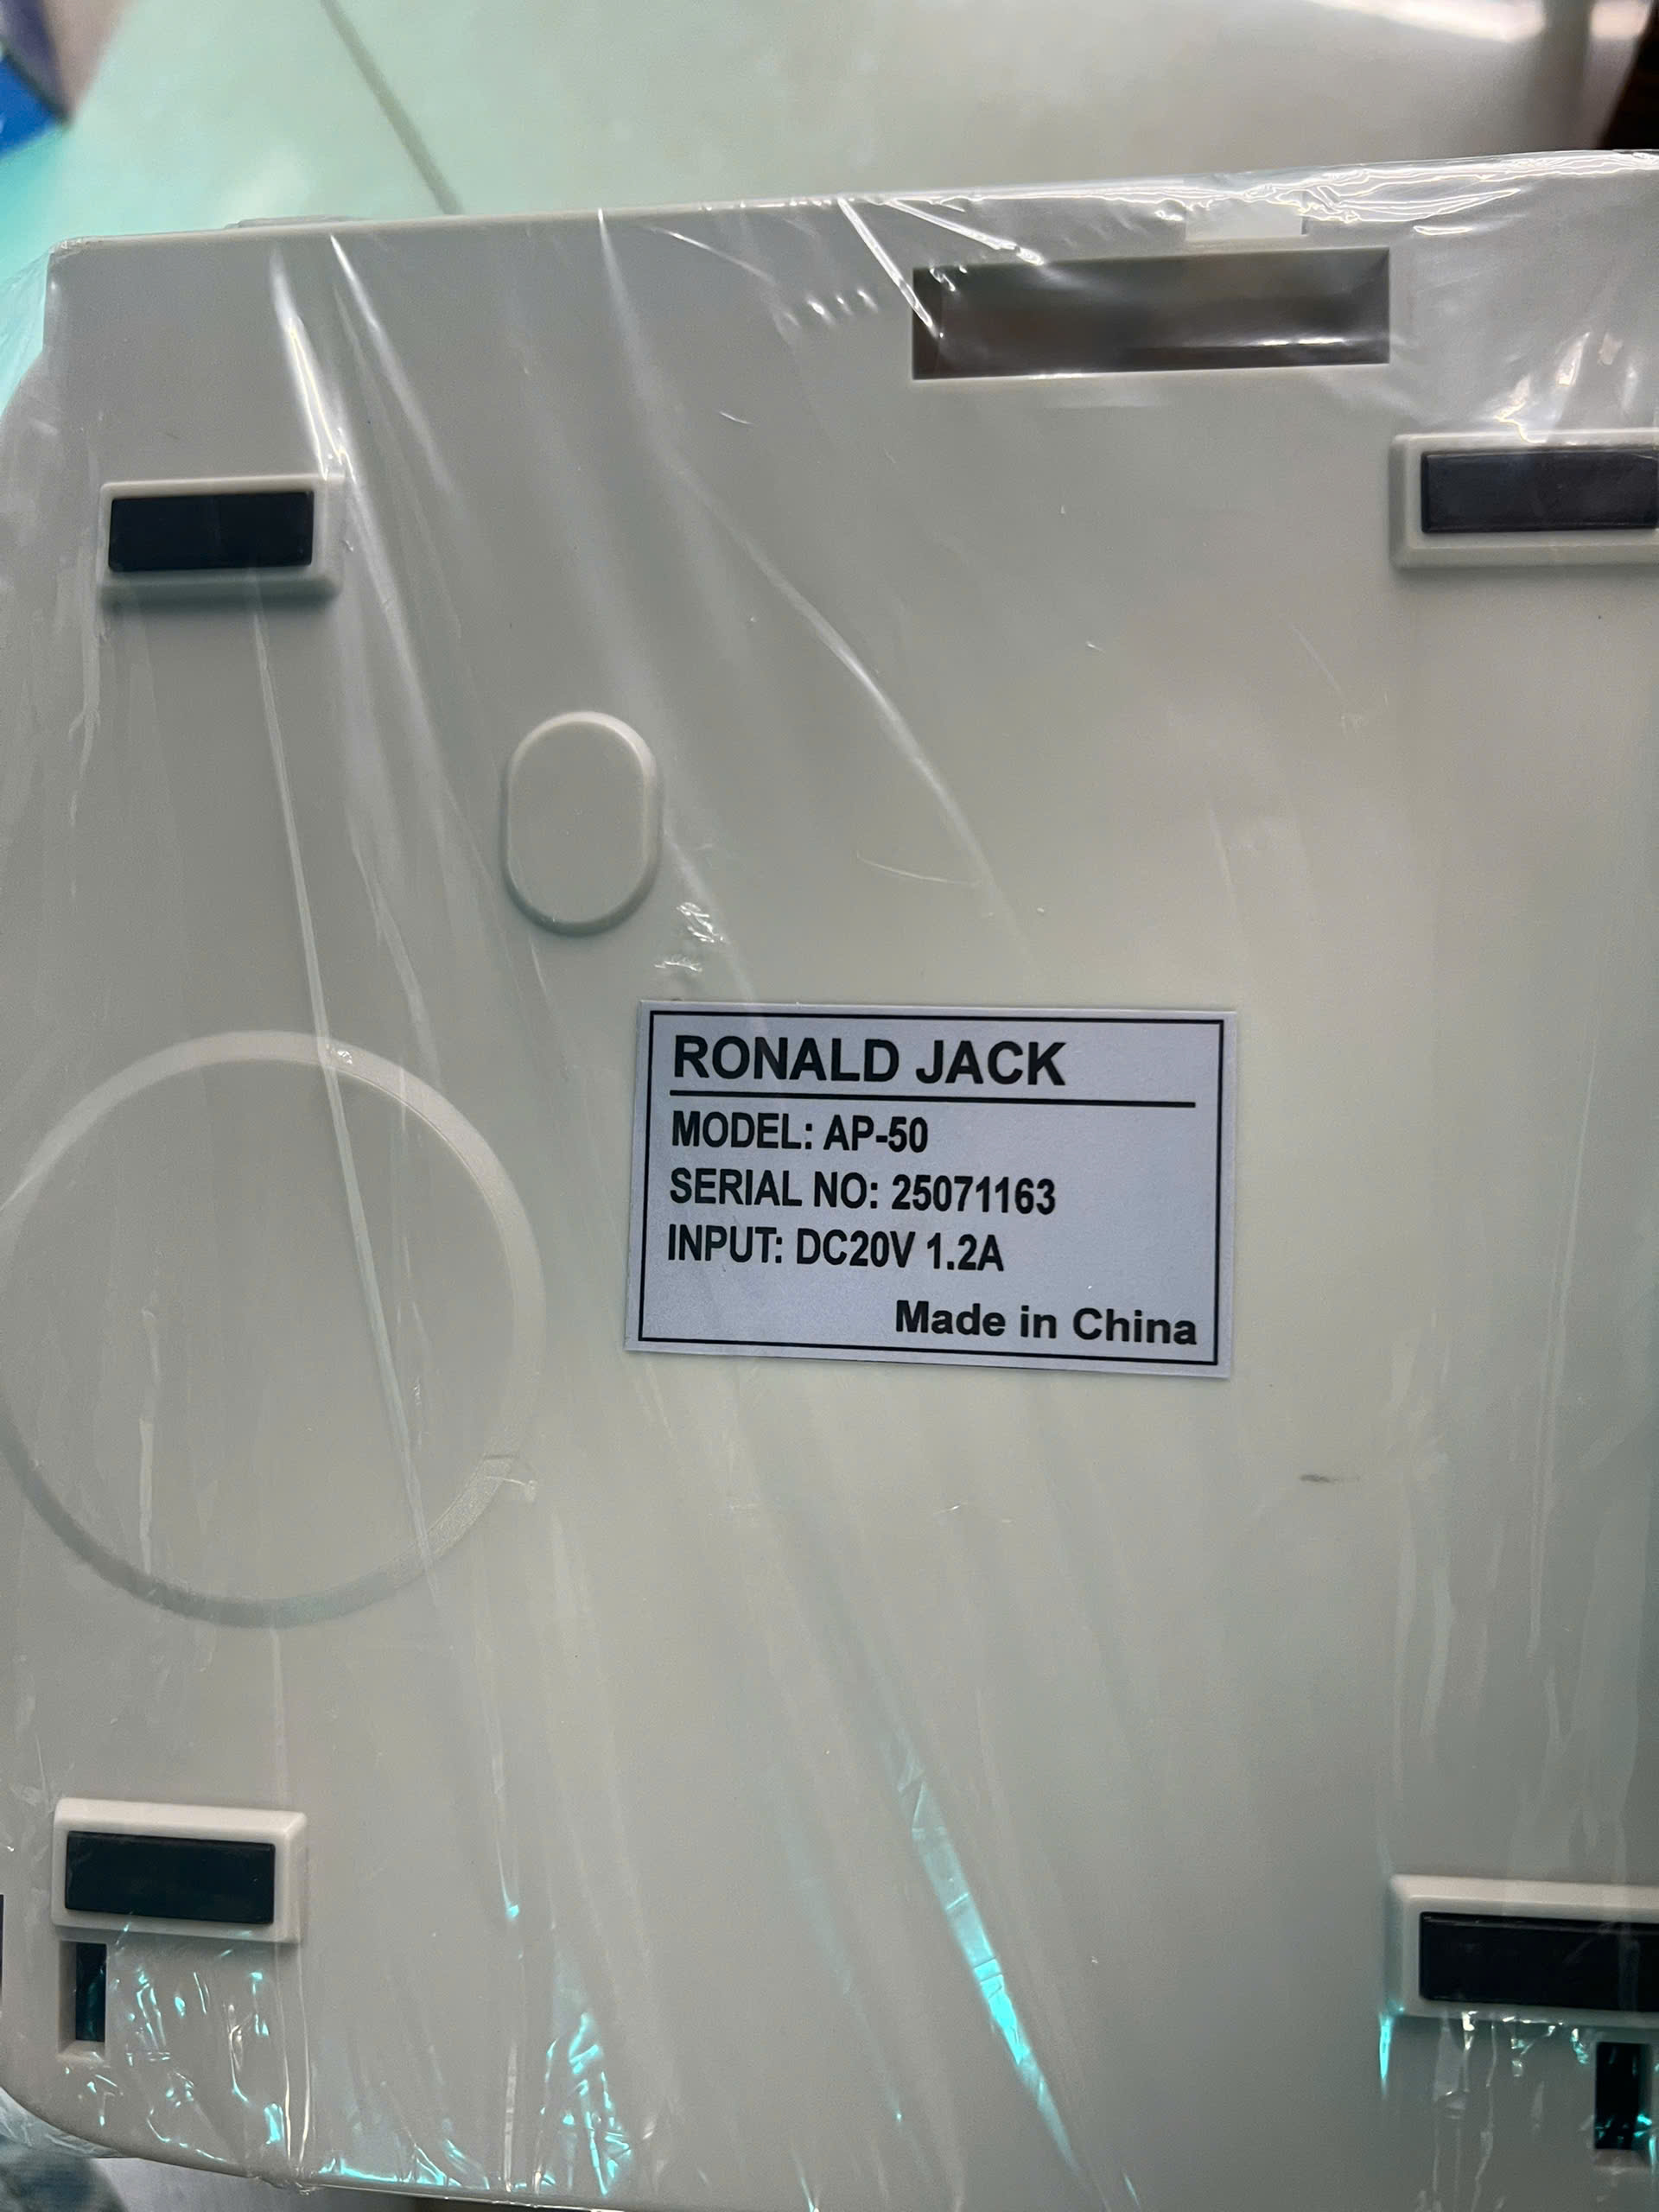 RONALD JACK
MODEL: AP-50
SERIAL NO: 25071163
INPUT: DC20V 1.2A
Made in China